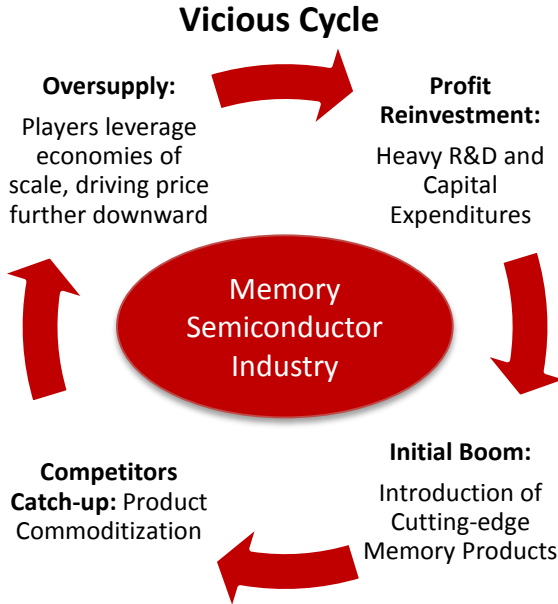 Vicious Cycle
Oversupply:
Players leverage
economies of
scale, driving price
further downward
Profit
Reinvestment:
Heavy R&D and
Capital
Expenditures
Memory
Semiconductor
Industry
Initial Boom:
Introduction of
Cutting-edge
Memory Products
Competitors
Catch-up: Product
Commoditization